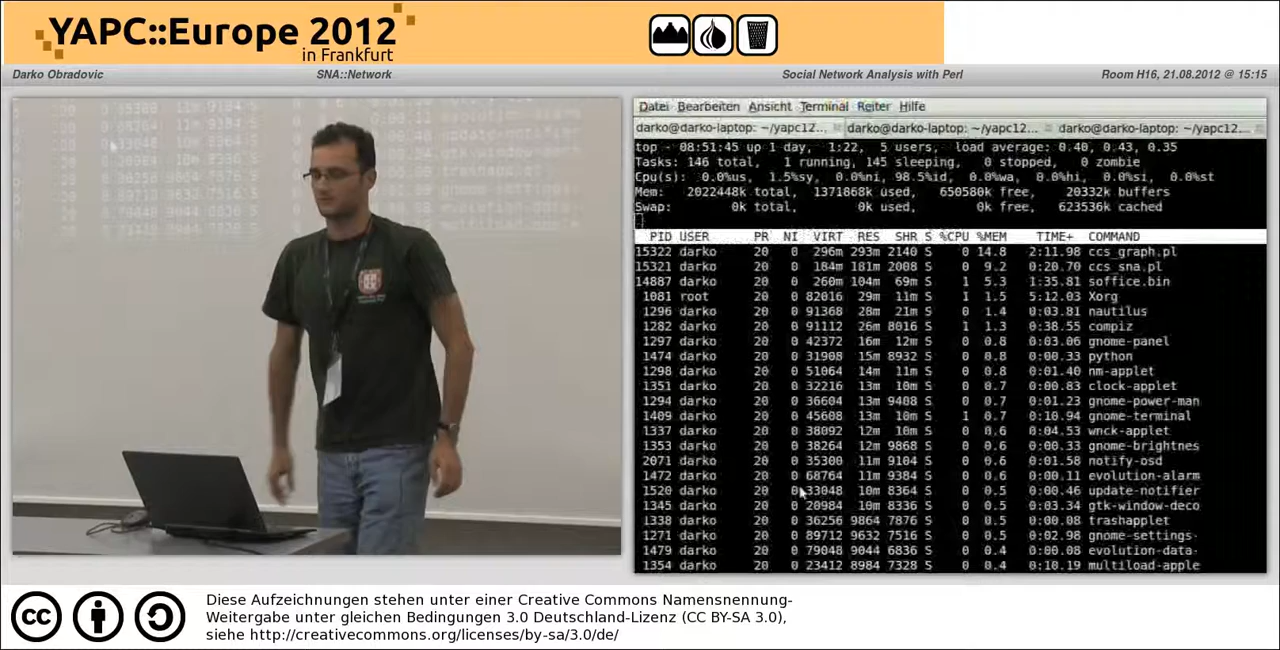 YAPC::Europe 2012
in Frankfurt
Darko Obradovic SNA::Network Social Network Analysis with Perl Room H16, 21.08.2012 @ 15:15
Datei Bearbeiten Ansicht Terminal Reiter Hilfe
darko@darko-laptop: ~/yapc12... darko@darko-laptop: ~/yapc12... darko@darko-laptop: ~/yapc12...
top - 08:51:45 up 1 day, 1:22, 5 users, load average: 0.40, 0.43, 0.35
Tasks: 146 total, 1 running, 145 sleeping, 0 stopped, 0 zombie
Cpu(s): 0.0%us, 1.5%sy, 0.0%ni, 98.5%id, 0.0%wa, 0.0%hi, 0.0%si, 0.0%st
Mem: 2022448k total, 1371868k used, 650580k free, 20332k buffers
Swap: 0k total, 0k used, 0k free, 623536k cached
PID USER PR NI VIRT RES SHR S %CPU %MEM TIME+ COMMAND
15322 darko 20 0 296m 293m 2140 S 0 14.8 2:11.98 ccs_graph.pl
15321 darko 20 0 184m 181m 2008 S 0 9.2 0:20.70 ccs_sna.pl
14887 darko 20 0 260m 104m 69m S 1 5.3 1:35.81 soffice.bin
1081 root 20 0 82016 29m 11m S 1 1.5 5:12.03 Xorg
1296 darko 20 0 91368 28m 21m S 0 1.4 0:03.81 nautilus
1282 darko 20 0 91112 26m 8016 S 1 1.3 0:38.55 compiz
1297 darko 20 0 42372 16m 12m S 0 0.8 0:03.06 gnome-panel
1474 darko 20 0 31908 15m 8932 S 0 0.8 0:00.33 python
1298 darko 20 0 51064 14m 11m S 0 0.8 0:01.40 nm-applet
1351 darko 20 0 32216 13m 10m S 0 0.7 0:00.83 clock-applet
1294 darko 20 0 36604 13m 9408 S 0 0.7 0:01.23 gnome-power-man
1409 darko 20 0 45608 13m 10m S 1 0.7 0:10.94 gnome-terminal
1337 darko 20 0 38092 12m 10m S 0 0.6 0:04.53 wnck-applet
1353 darko 20 0 38264 12m 9868 S 0 0.6 0:00.33 gnome-brightnes
2071 darko 20 0 35300 11m 9104 S 0 0.6 0:01.58 notify-osd
1472 darko 20 0 68764 11m 9384 S 0 0.6 0:00.11 evolution-alarm
1520 darko 20 0 33048 10m 8364 S 0 0.5 0:00.46 update-notifier
1345 darko 20 0 20984 10m 8336 S 0 0.5 0:03.34 gtk-window-deco
1338 darko 20 0 36256 9864 7876 S 0 0.5 0:00.08 trashapplet
1271 darko 20 0 89712 9632 7516 S 0 0.5 0:02.98 gnome-settings-
1479 darko 20 0 79048 9044 6836 S 0 0.4 0:00.08 evolution-data-
1354 darko 20 0 23412 8984 7328 S 0 0.4 0:10.19 multiload-apple
Diese Aufzeichnungen stehen unter einer Creative Commons Namensnennung-
Weitergabe unter gleichen Bedingungen 3.0 Deutschland-Lizenz (CC BY-SA 3.0),
siehe http://creativecommons.org/licenses/by-sa/3.0/de/